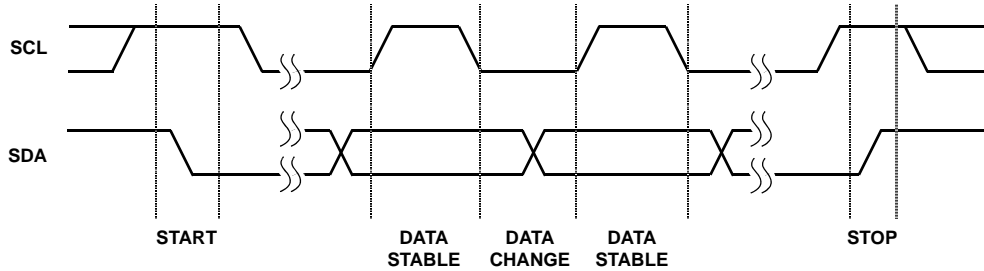 SCL
SDA
START
DATA
STABLE
DATA
CHANGE
DATA
STABLE
STOP